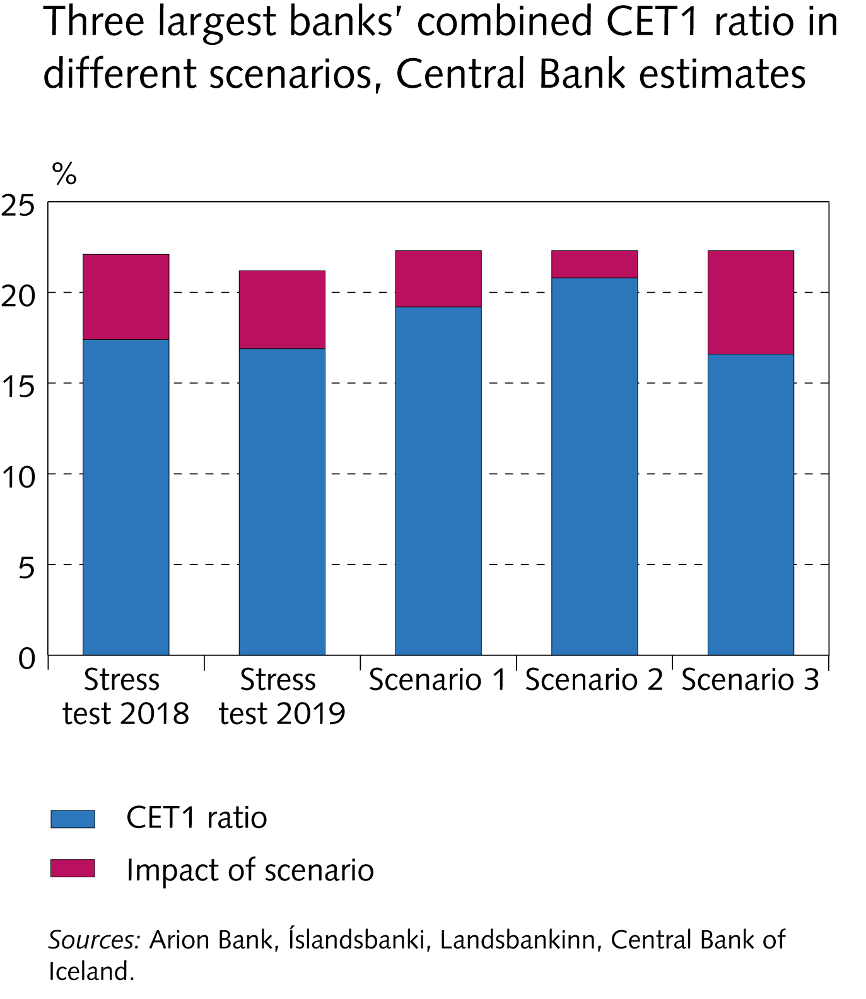 Three largest banks’ combined CET1 ratio in
different scenarios, Central Bank estimates
%
25
20
15
10
5
0
Stress
test 2018
Stress
test 2019
Scenario 1
Scenario 2
Scenario 3
CET1 ratio
Impact of scenario
Sources: Arion Bank, Íslandsbanki, Landsbankinn, Central Bank of
Iceland.